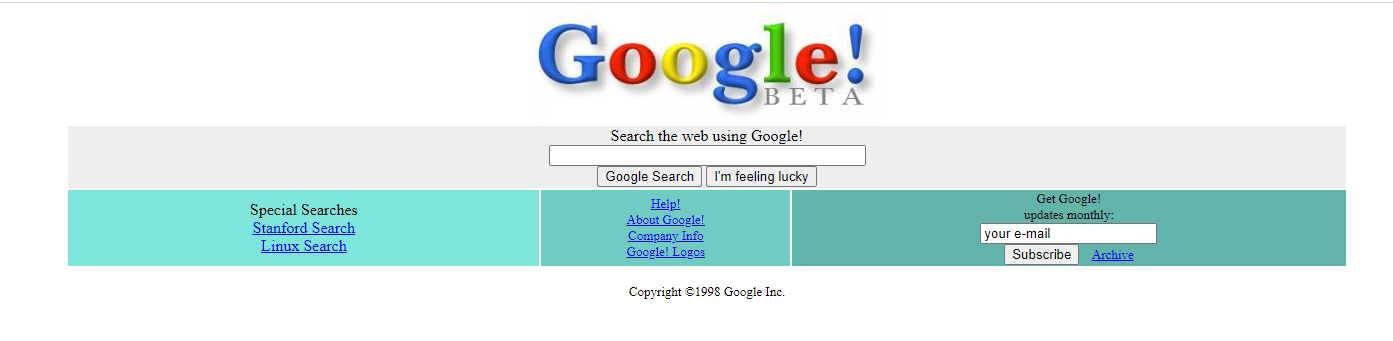 Google!
BETA
Search the web using Google!
Google Search I'm feeling lucky
Special Searches
Stanford Search
Linux Search
Help!
About Google!
Company Info
Google! Logos
Get Google!
updates monthly:
your e-mail
Subscribe Archive
Copyright ©1998 Google Inc.